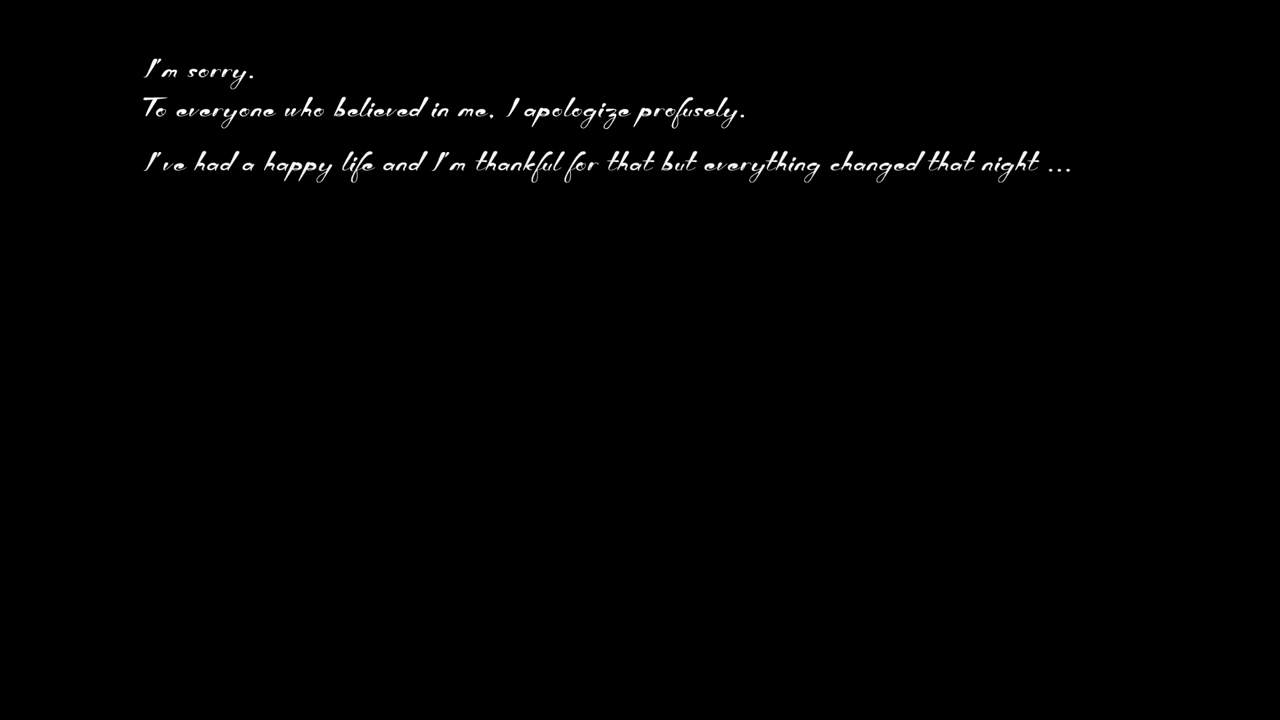 I'm sorry.
To everyone who believed in me, I apologize profusely.
I've had a happy life and I'm thankful for that but everything changed that night ...